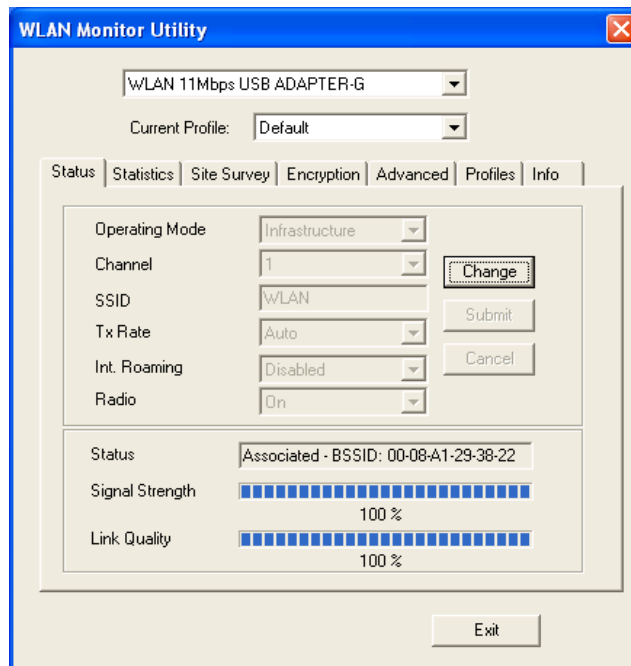 WLAN Monitor Utility
WLAN 11Mbps USB ADAPTER-G
Current Profile: Default
Status Statistics Site Survey Encryption Advanced Profiles Info
Operating Mode Infrastructure
Channel 1
Change
SSID WLAN
Submit
Tx Rate Auto
Cancel
Int. Roaming Disabled
Radio On
Status Associated - BSSID: 00-08-A1-29-38-22
Signal Strength
100 %
Link Quality
100 %
Exit